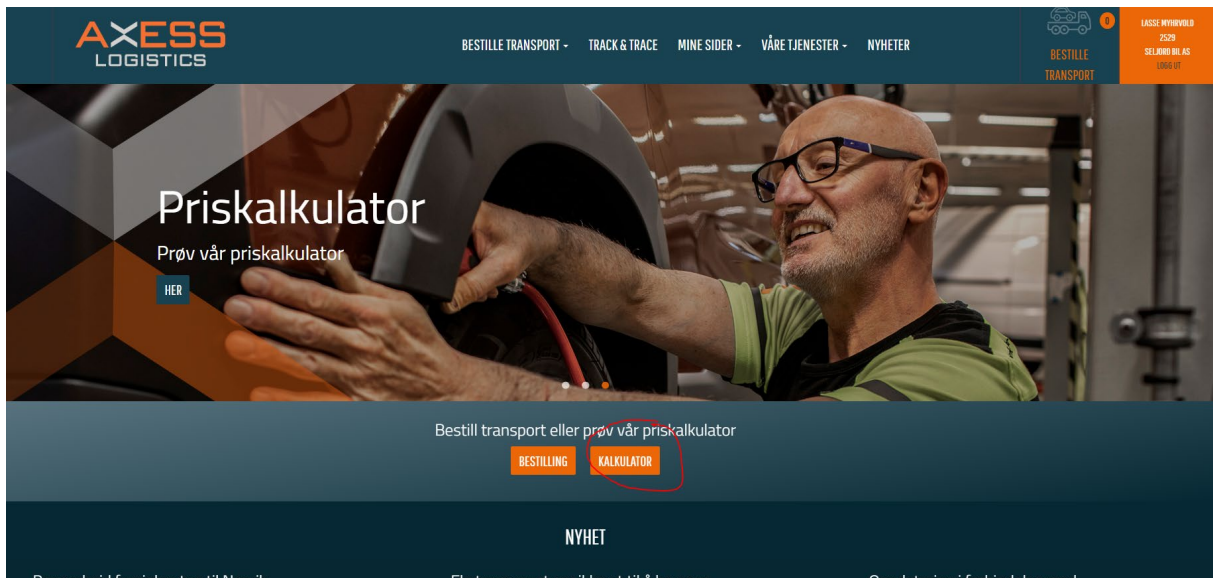 AXESS
LOGISTICS
BESTILLE TRANSPORT
TRACK & TRACE
MINE SIDER
VÅRE TJENESTER
NYHETER
0
BESTILLE
TRANSPORT
LASSE MYHRVOLD
2529
SELJORD BIL AS
LOGG UT
Priskalkulator
Prøv vår priskalkulator
HER
Bestill transport eller prøv vår priskalkulator
BESTILLING
KALKULATOR
NYHET